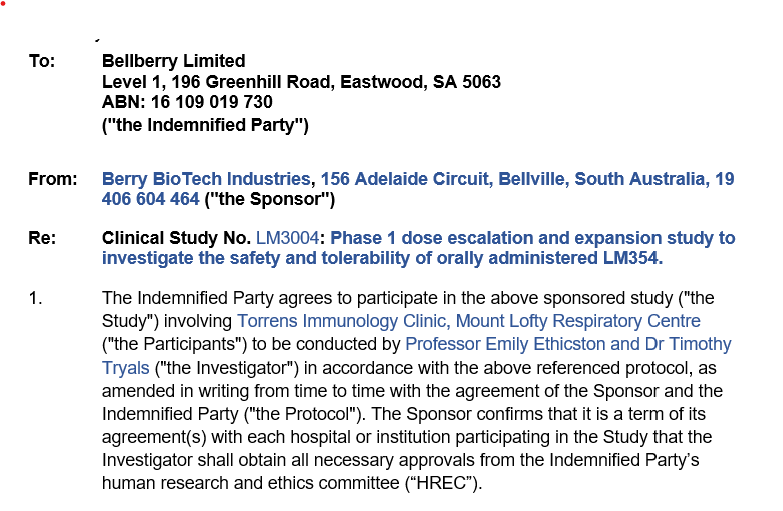 To: Bellberry Limited
Level 1, 196 Greenhill Road, Eastwood, SA 5063
ABN: 16 109 019 730
("the Indemnified Party")
From: Berry BioTech Industries, 156 Adelaide Circuit, Bellville, South Australia, 19
406 604 464 ("the Sponsor")
Re: Clinical Study No. LM3004: Phase 1 dose escalation and expansion study to
investigate the safety and tolerability of orally administered LM354.
1. The Indemnified Party agrees to participate in the above sponsored study ("the
Study") involving Torrens Immunology Clinic, Mount Lofty Respiratory Centre
("the Participants") to be conducted by Professor Emily Ethicston and Dr Timothy
Tryals ("the Investigator") in accordance with the above referenced protocol, as
amended in writing from time to time with the agreement of the Sponsor and the
Indemnified Party ("the Protocol"). The Sponsor confirms that it is a term of its
agreement(s) with each hospital or institution participating in the Study that the
Investigator shall obtain all necessary approvals from the Indemnified Party’s
human research and ethics committee (“HREC”).